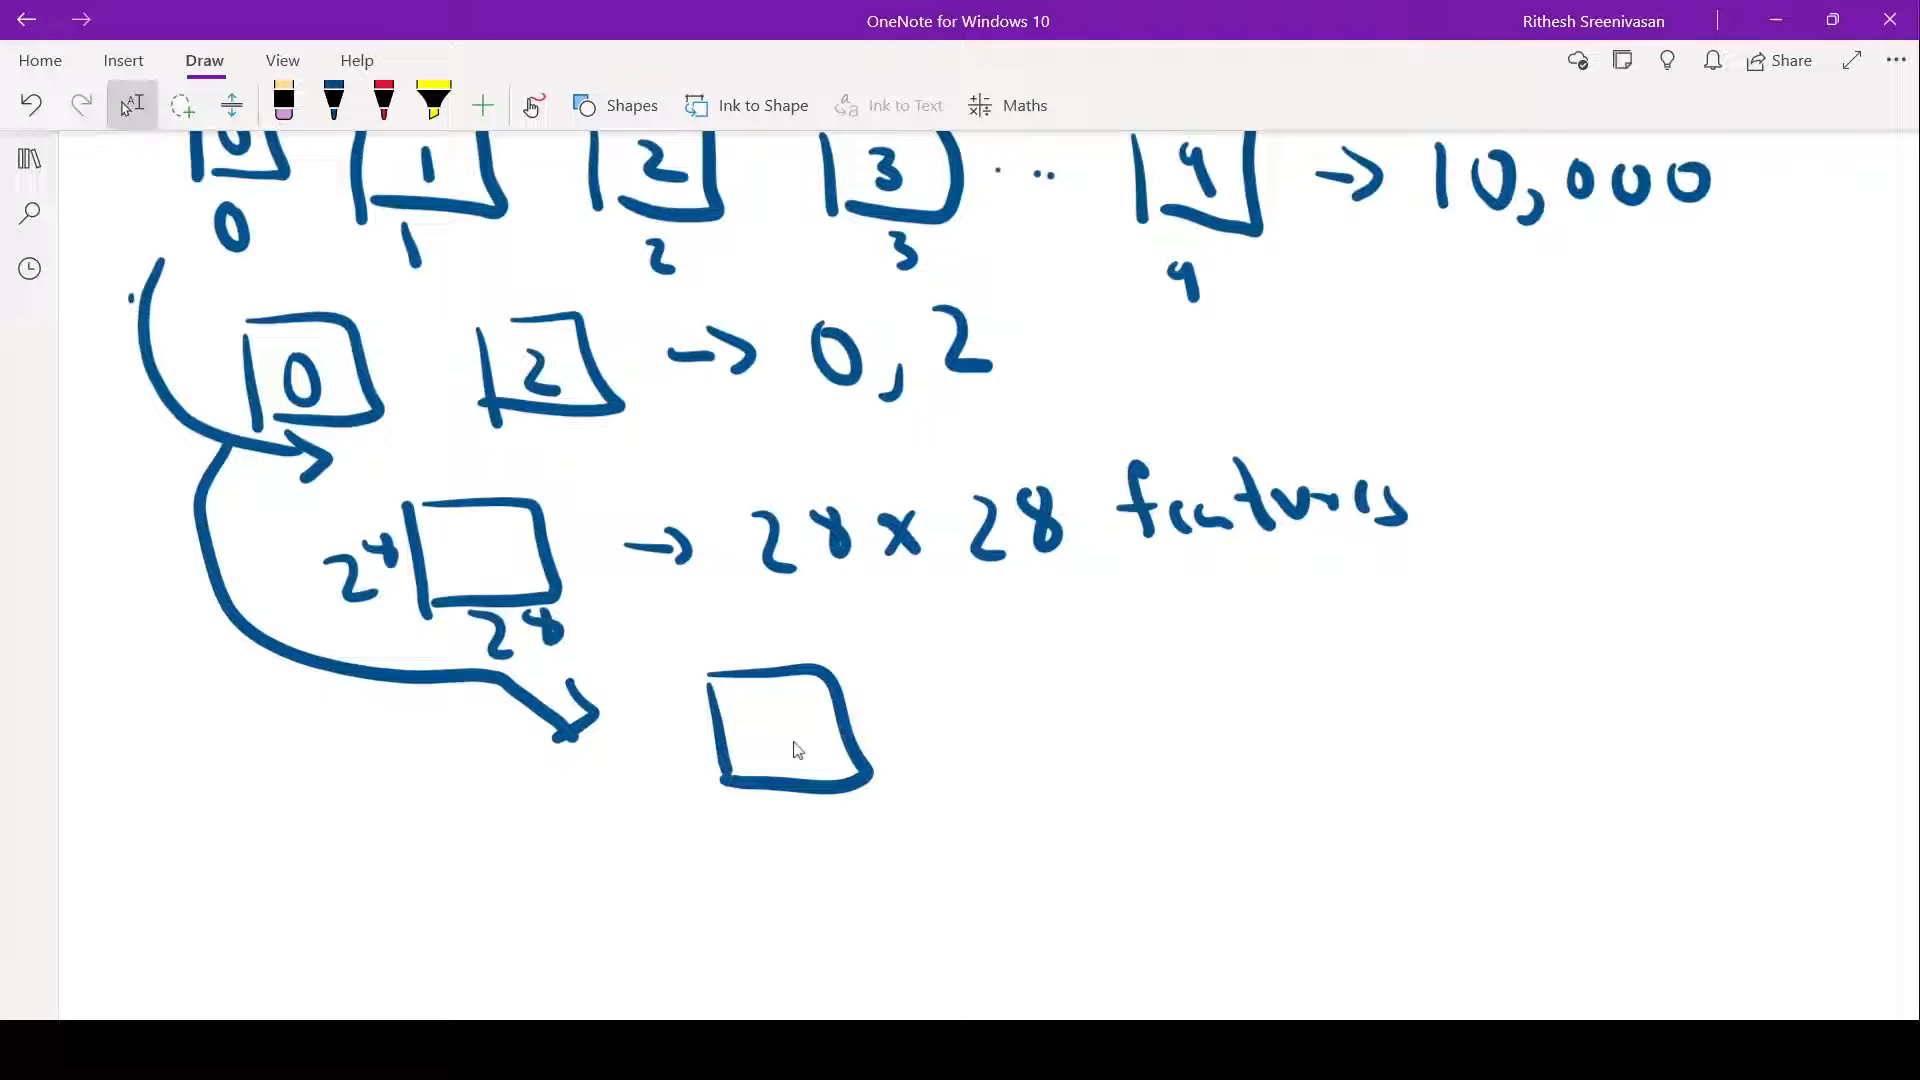 OneNote for Windows 10
Rithesh Sreenivasan
Home Insert Draw View Help
Share
Shapes Ink to Shape Ink to Text Maths
0 1 2 3 ... 9 → 10,000
0 1 2 3 9
0 2 → 0, 2
28 → 28 x 28 features
28